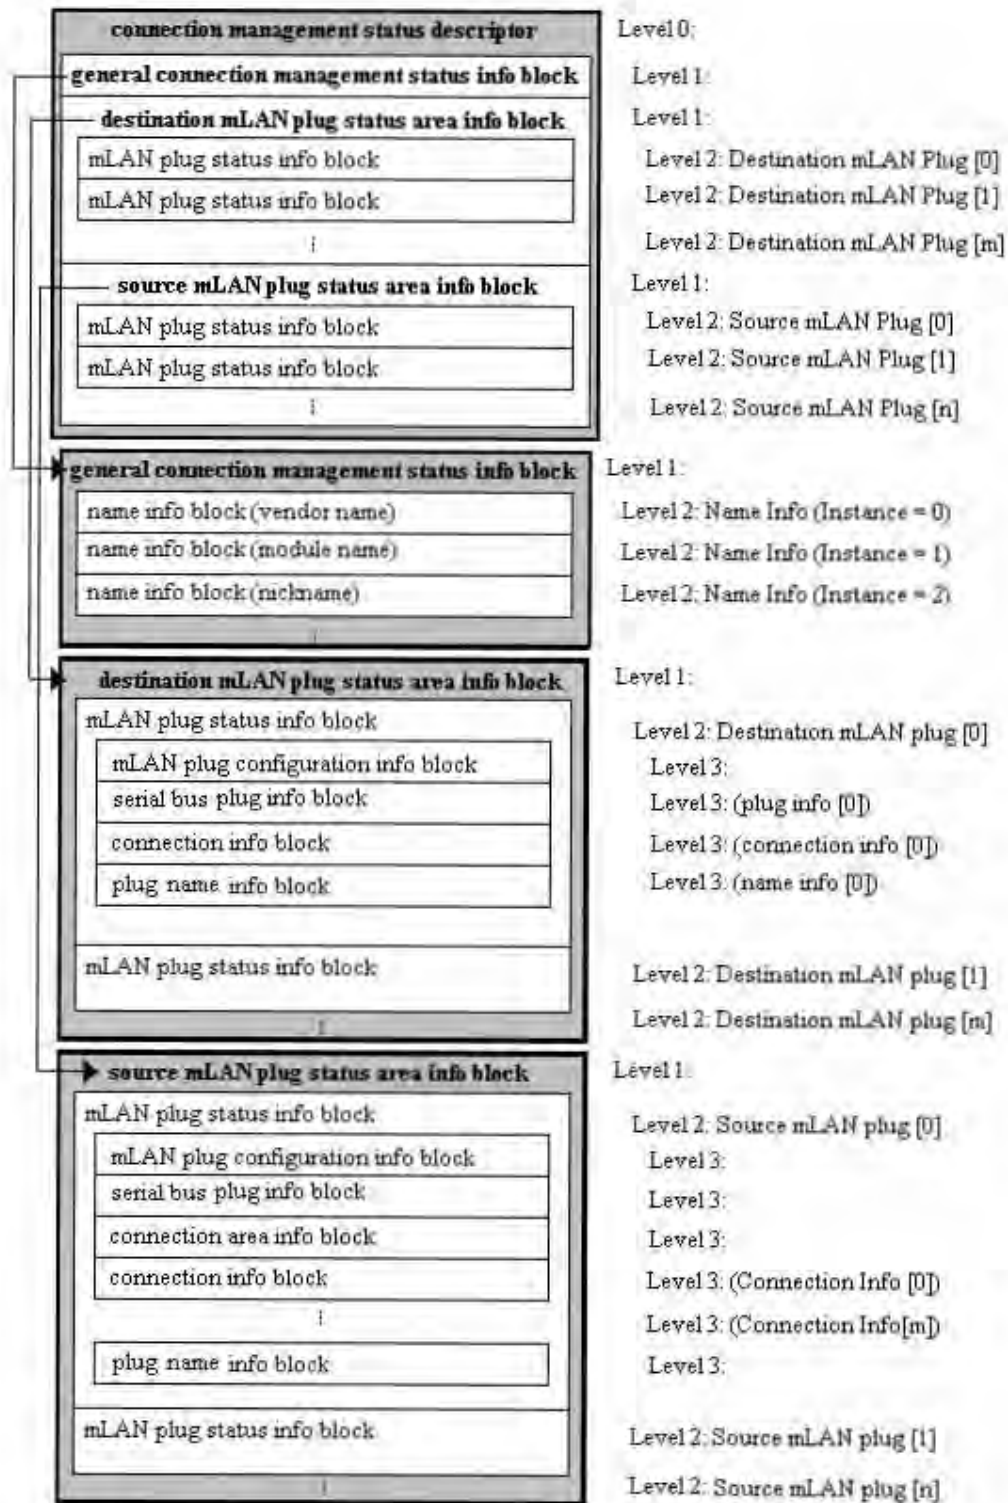 connection management status descriptor Level 0:
general connection management status info block Level 1:
destination mLAN plug status area info block Level 1:
mLAN plug status info block Level 2: Destination mLAN Plug [0]
mLAN plug status info block Level 2: Destination mLAN Plug [1]
Level 2: Destination mLAN Plug [m]
source mLAN plug status area info block Level 1:
mLAN plug status info block Level 2: Source mLAN Plug [0]
mLAN plug status info block Level 2: Source mLAN Plug [1]
Level 2: Source mLAN Plug [n]
general connection management status info block Level 1:
name info block (vendor name) Level 2: Name Info (Instance = 0)
name info block (module name) Level 2: Name Info (Instance = 1)
name info block (nickname) Level 2: Name Info (Instance = 2)
destination mLAN plug status area info block Level 1:
mLAN plug status info block Level 2: Destination mLAN plug [0]
mLAN plug configuration info block Level 3:
serial bus plug info block Level 3: (plug info [0])
connection info block Level 3: (connection info [0])
plug name info block Level 3: (name info [0])
mLAN plug status info block Level 2: Destination mLAN plug [1]
Level 2: Destination mLAN plug [m]
source mLAN plug status area info block Level 1:
mLAN plug status info block Level 2: Source mLAN plug [0]
mLAN plug configuration info block Level 3:
serial bus plug info block Level 3:
connection area info block Level 3:
connection info block Level 3: (Connection Info [0])
Level 3: (Connection Info[m])
plug name info block Level 3:
mLAN plug status info block Level 2: Source mLAN plug [1]
Level 2: Source mLAN plug [n]